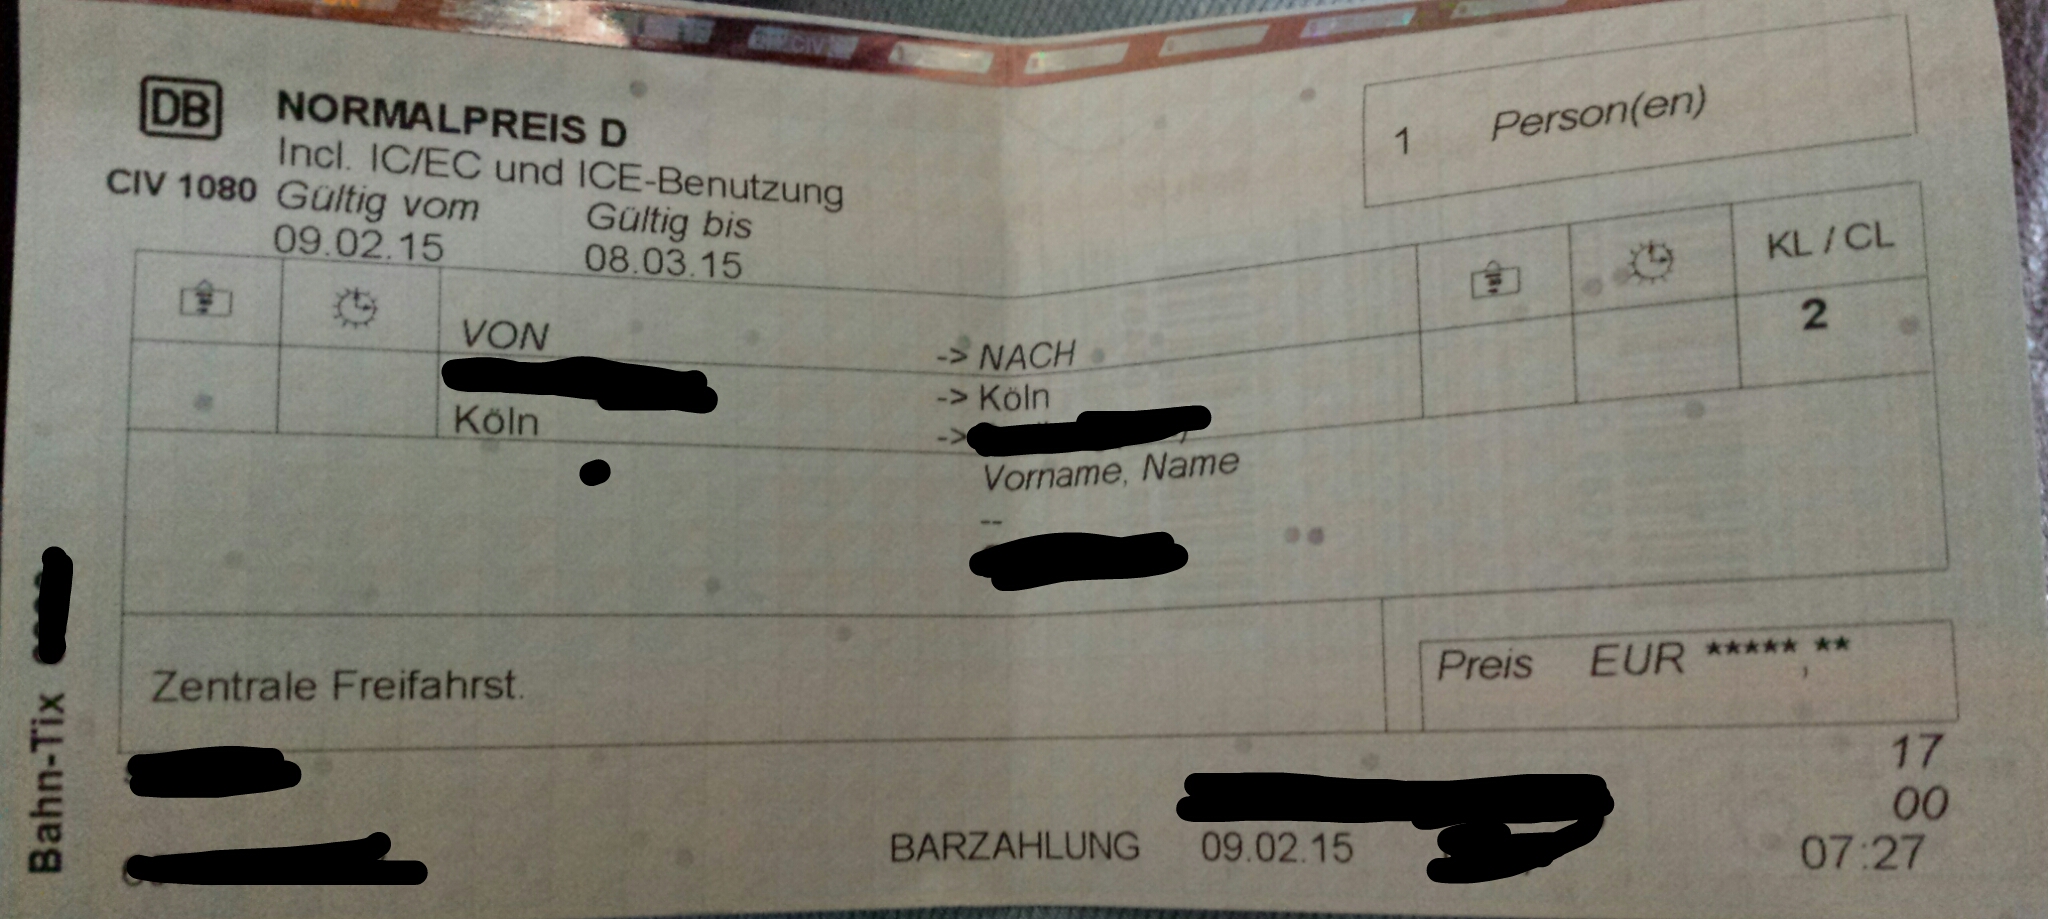 DB NORMALPREIS D
Incl. IC/EC und ICE-Benutzung
CIV 1080 Gültig vom Gültig bis
09.02.15 08.03.15
1 Person(en)
KL / CL
VON -> NACH
2
-> Köln
Köln ->
Vorname, Name
--
Zentrale Freifahrst.
Preis EUR *****,**
17
00
BARZAHLUNG 09.02.15 07:27
Bahn-Tix